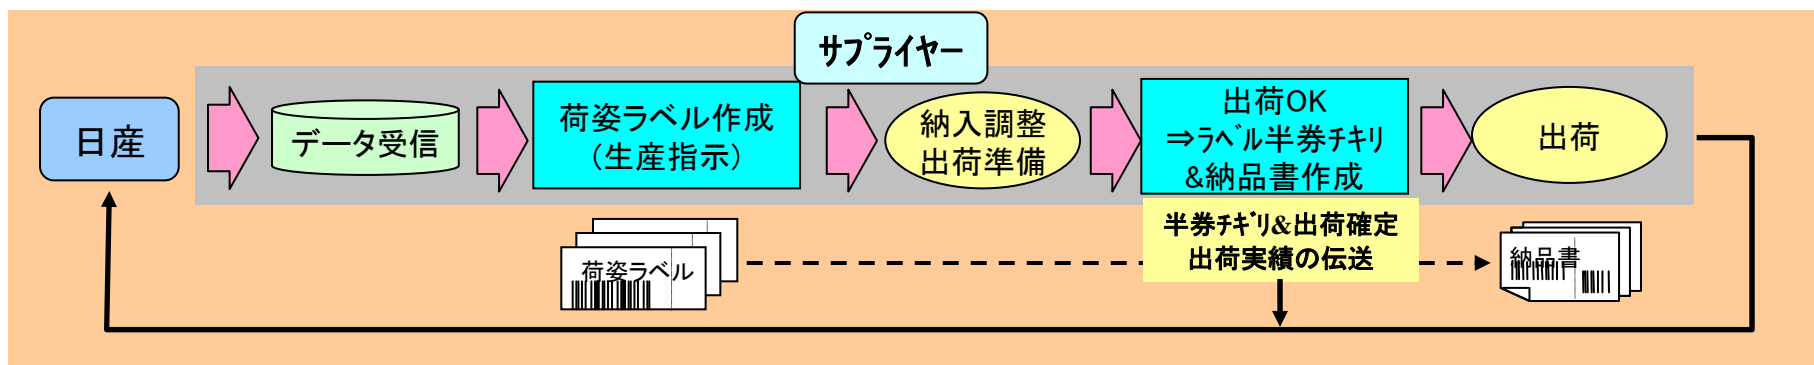 サプライヤー
日産
データ受信
荷姿ラベル作成
(生産指示)
納入調整
出荷準備
出荷OK
⇒ﾗﾍﾞﾙ半券ﾁｷﾘ
&納品書作成
出荷
半券ﾁｷﾞﾘ&出荷確定
出荷実績の伝送
荷姿ラベル
納品書